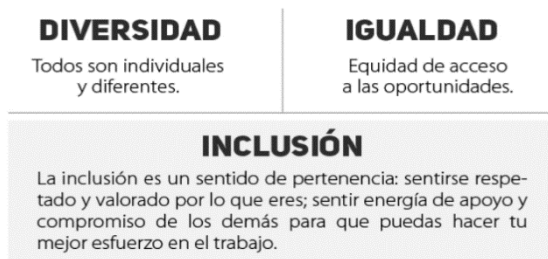 DIVERSIDAD
Todos son individuales
y diferentes.
IGUALDAD
Equidad de acceso
a las oportunidades.
INCLUSIÓN
La inclusión es un sentido de pertenencia: sentirse respe-
tado y valorado por lo que eres; sentir energía de apoyo y
compromiso de los demás para que puedas hacer tu
mejor esfuerzo en el trabajo.